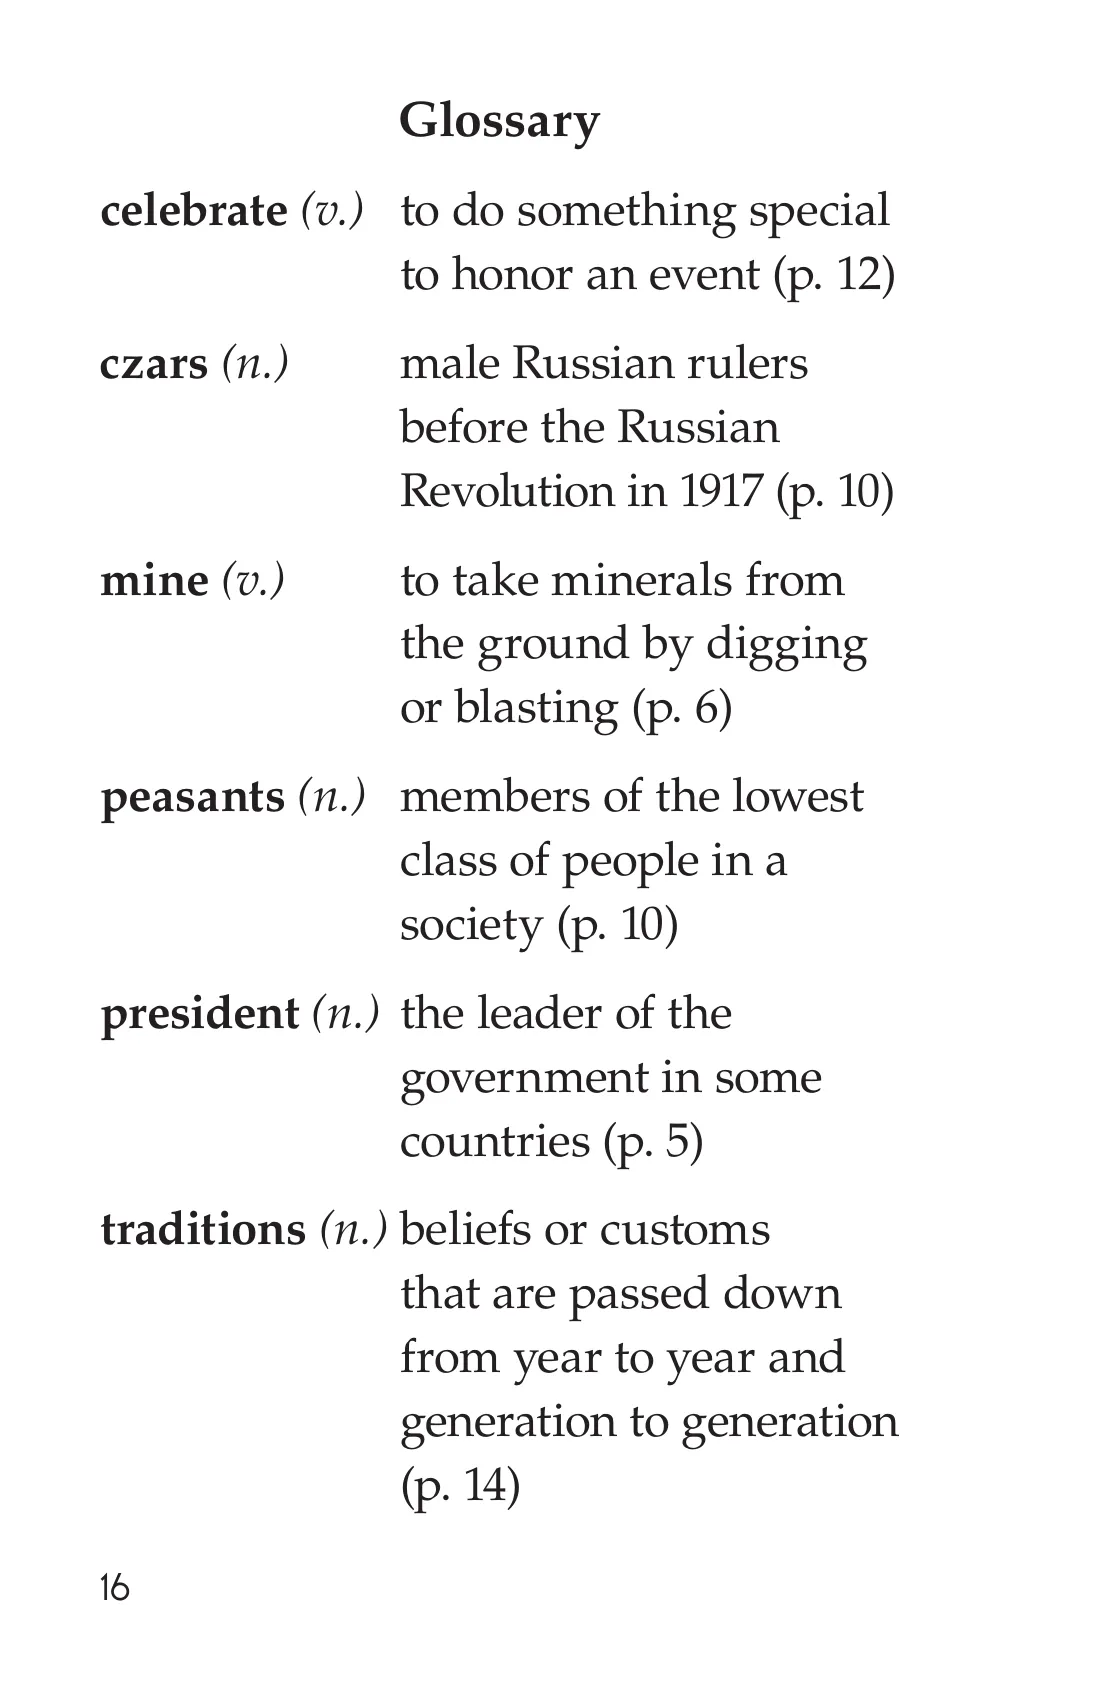 Glossary
celebrate (v.) to do something special
to honor an event (p. 12)
czars (n.) male Russian rulers
before the Russian
Revolution in 1917 (p. 10)
mine (v.) to take minerals from
the ground by digging
or blasting (p. 6)
peasants (n.) members of the lowest
class of people in a
society (p. 10)
president (n.) the leader of the
government in some
countries (p. 5)
traditions (n.) beliefs or customs
that are passed down
from year to year and
generation to generation
(p. 14)
16